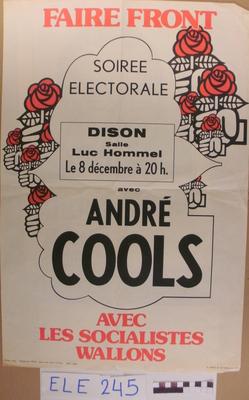 FAIRE FRONT
SOIREE
ELECTORALE
DISON
Salle
Luc Hommel
Le 8 décembre à 20 h.
avec
ANDRÉ
COOLS
AVEC
LES SOCIALISTES
WALLONS
ELE 245